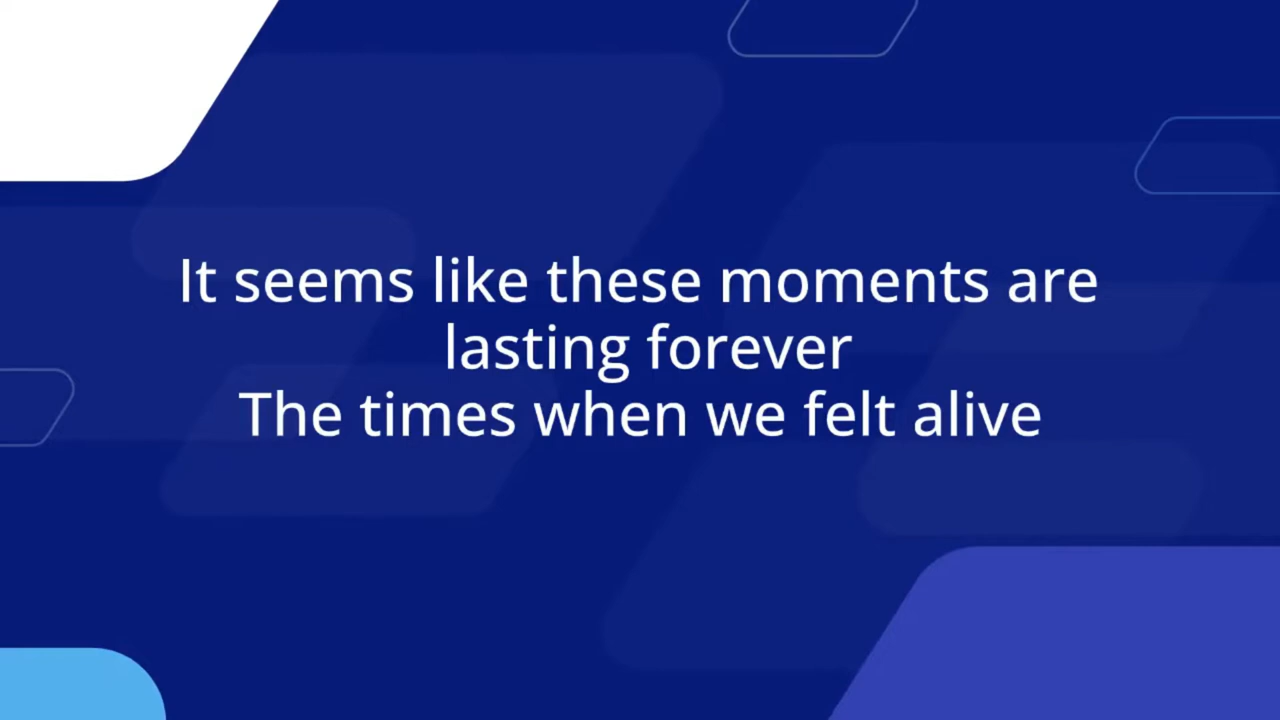 It seems like these moments are
lasting forever
The times when we felt alive